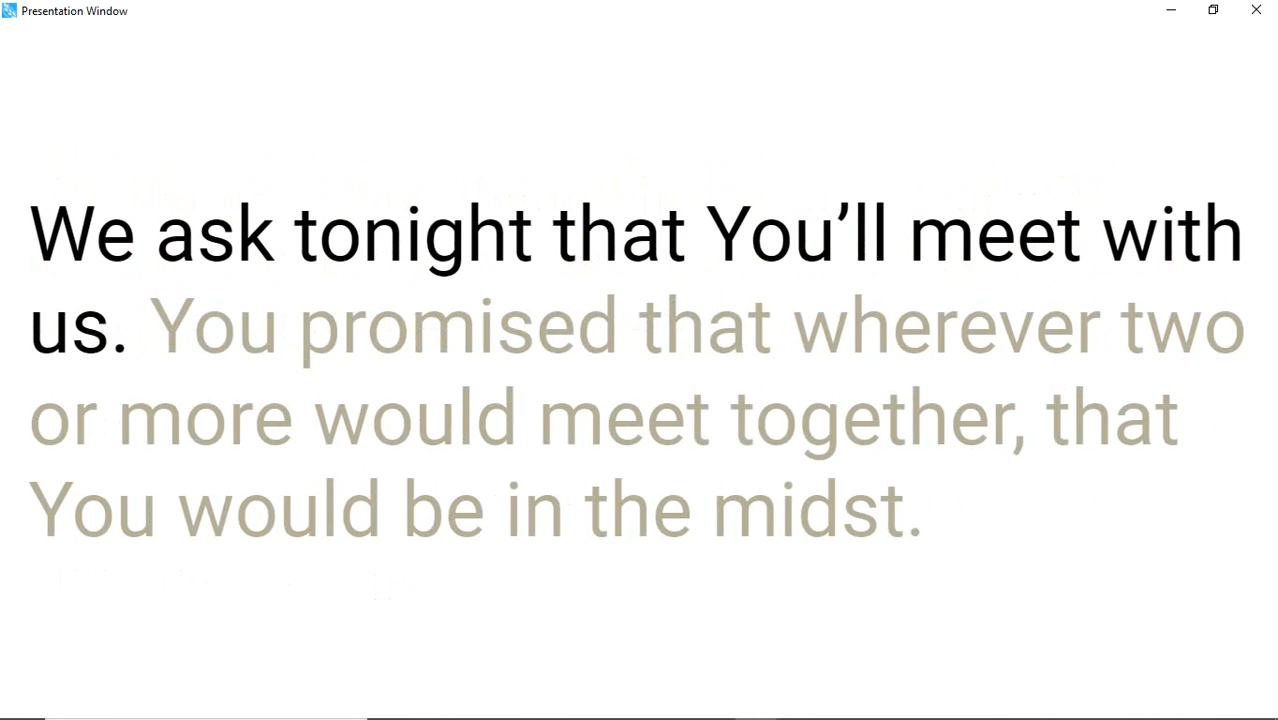 Presentation Window
We ask tonight that You’ll meet with
us. You promised that wherever two
or more would meet together, that
You would be in the midst.